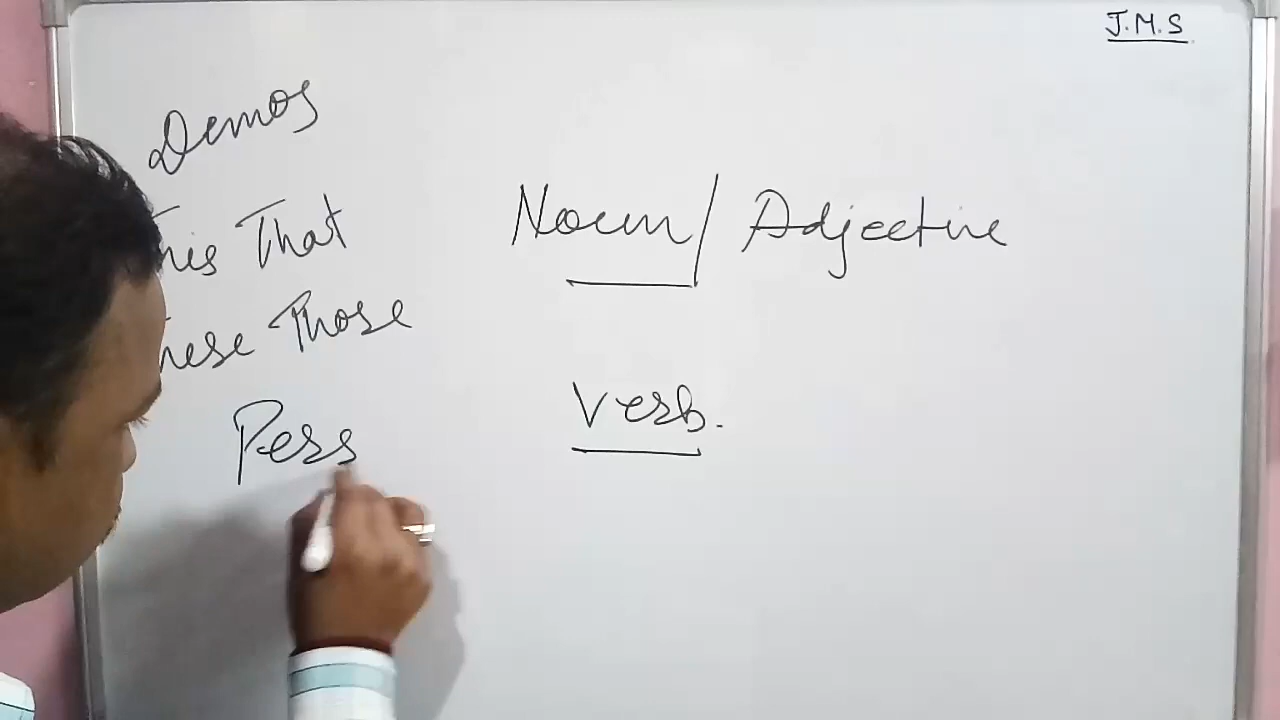 J.M.S
Demos
This That
Noun/ Adjective
These Those
Verb.
Pers